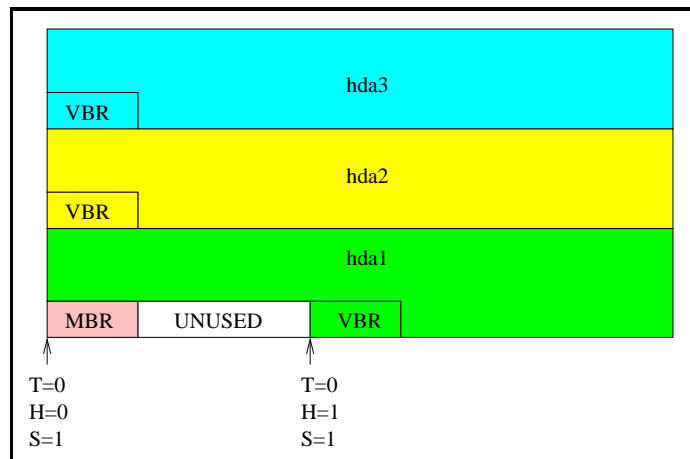 hda3
VBR
hda2
VBR
hda1
MBR UNUSED VBR
T=0 T=0
H=0 H=1
S=1 S=1